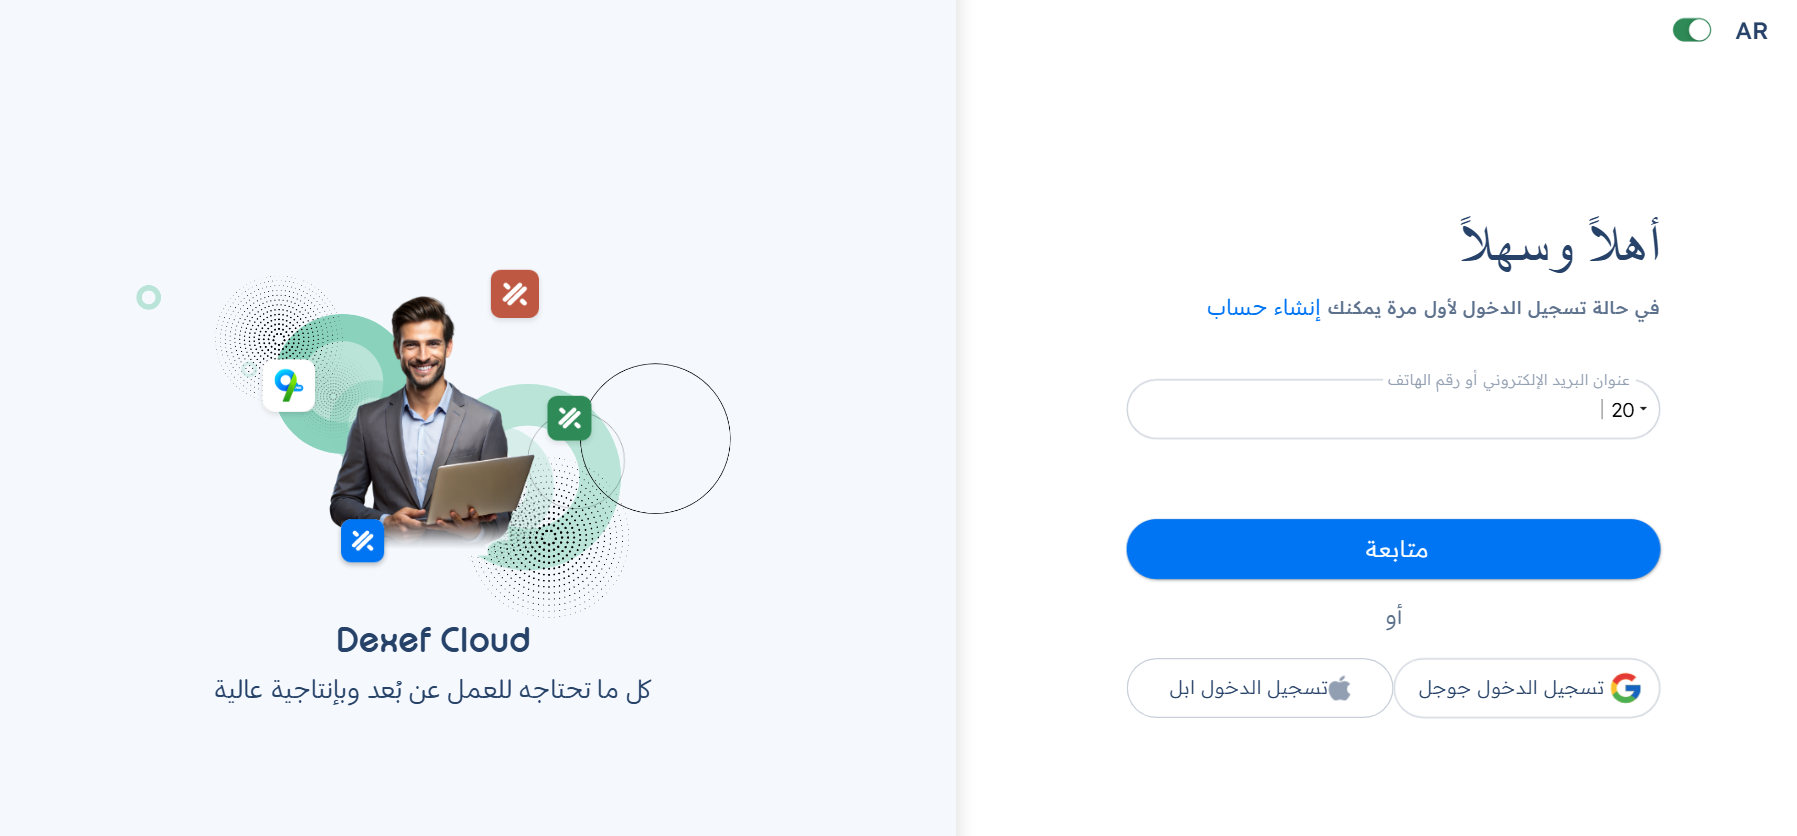 AR
أهلاً وسهلاً
في حالة تسجيل الدخول لأول مرة يمكنك إنشاء حساب
عنوان البريد الإلكتروني أو رقم الهاتف
20
متابعة
أو
تسجيل الدخول جوجل
تسجيل الدخول ابل
Dexef Cloud
كل ما تحتاجه للعمل عن بُعد وبإنتاجية عالية